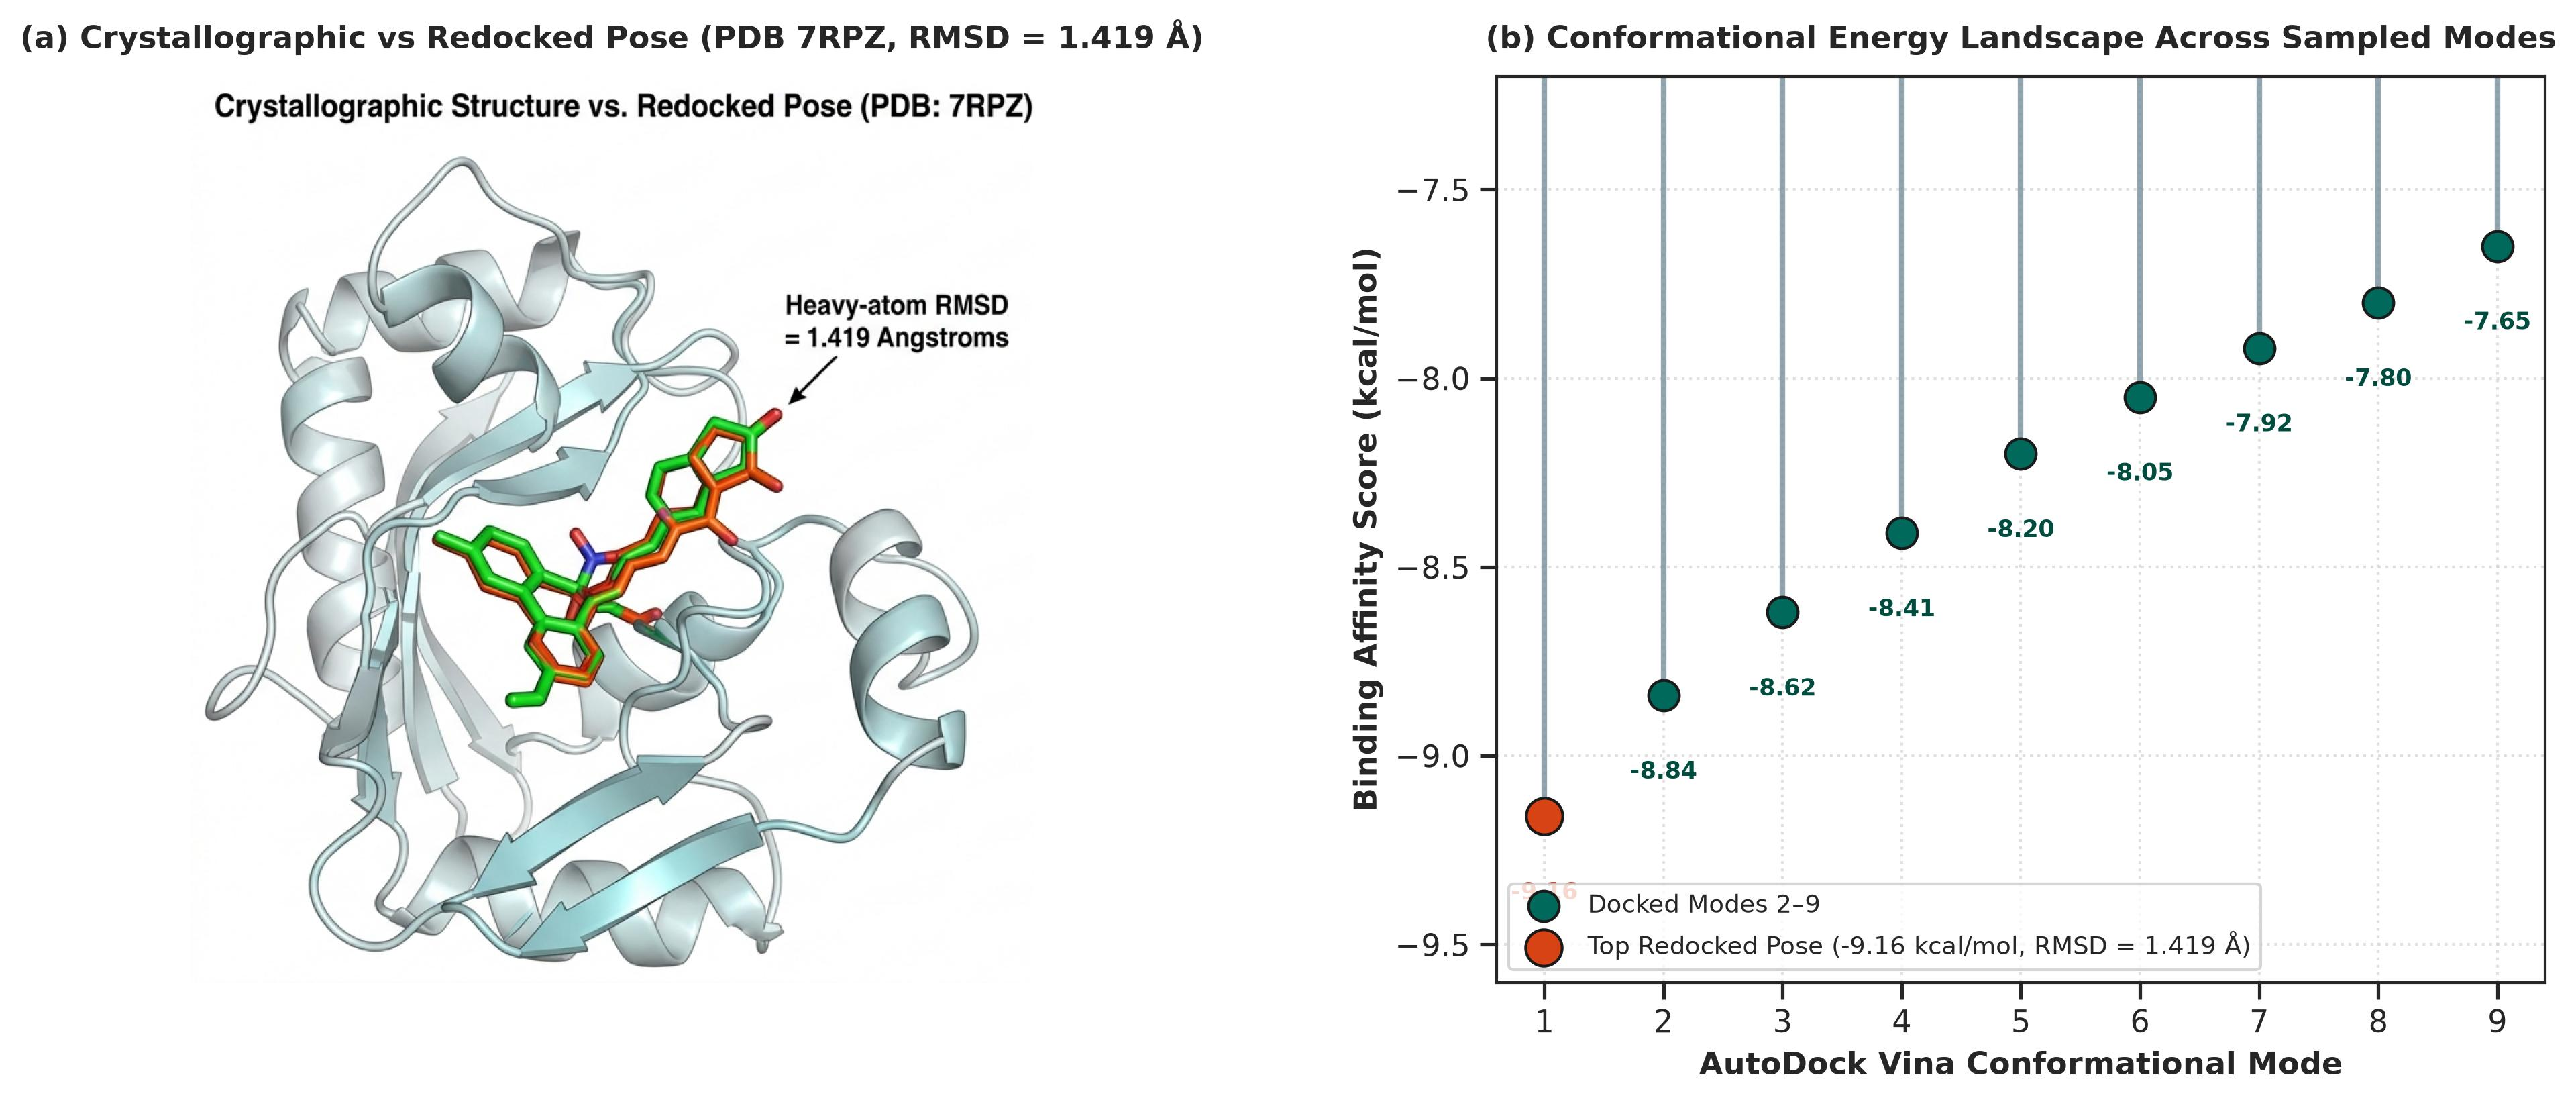 (a) Crystallographic vs Redocked Pose (PDB 7RPZ, RMSD = 1.419 Å)
Crystallographic Structure vs. Redocked Pose (PDB: 7RPZ)
Heavy-atom RMSD
= 1.419 Angstroms
(b) Conformational Energy Landscape Across Sampled Modes
Binding Affinity Score (kcal/mol)
−7.5
−8.0
−8.5
−9.0
−9.5
-9.16
-8.84
-8.62
-8.41
-8.20
-8.05
-7.92
-7.80
-7.65
Docked Modes 2–9
Top Redocked Pose (-9.16 kcal/mol, RMSD = 1.419 Å)
1 2 3 4 5 6 7 8 9
AutoDock Vina Conformational Mode